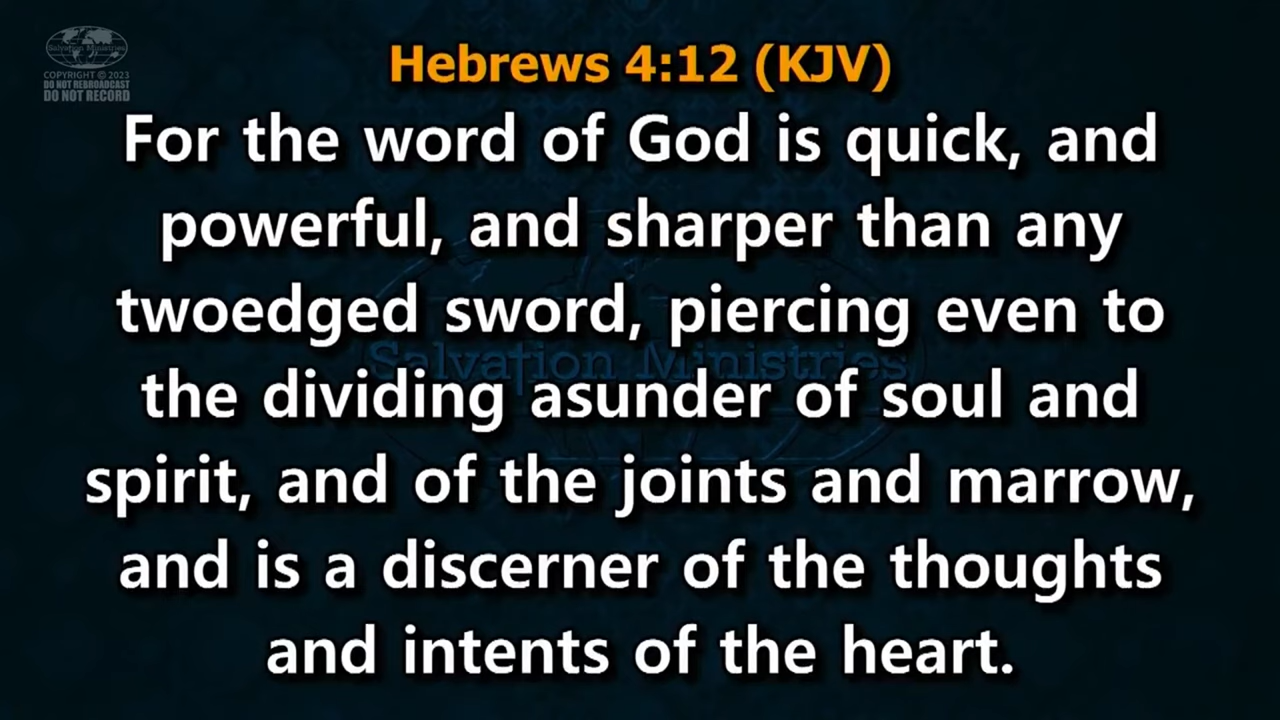 Salvation Ministries
COPYRIGHT © 2023
DO NOT REBROADCAST
DO NOT RECORD
Hebrews 4:12 (KJV)
For the word of God is quick, and
powerful, and sharper than any
twoedged sword, piercing even to
Salvation Ministries
the dividing asunder of soul and
spirit, and of the joints and marrow,
and is a discerner of the thoughts
and intents of the heart.